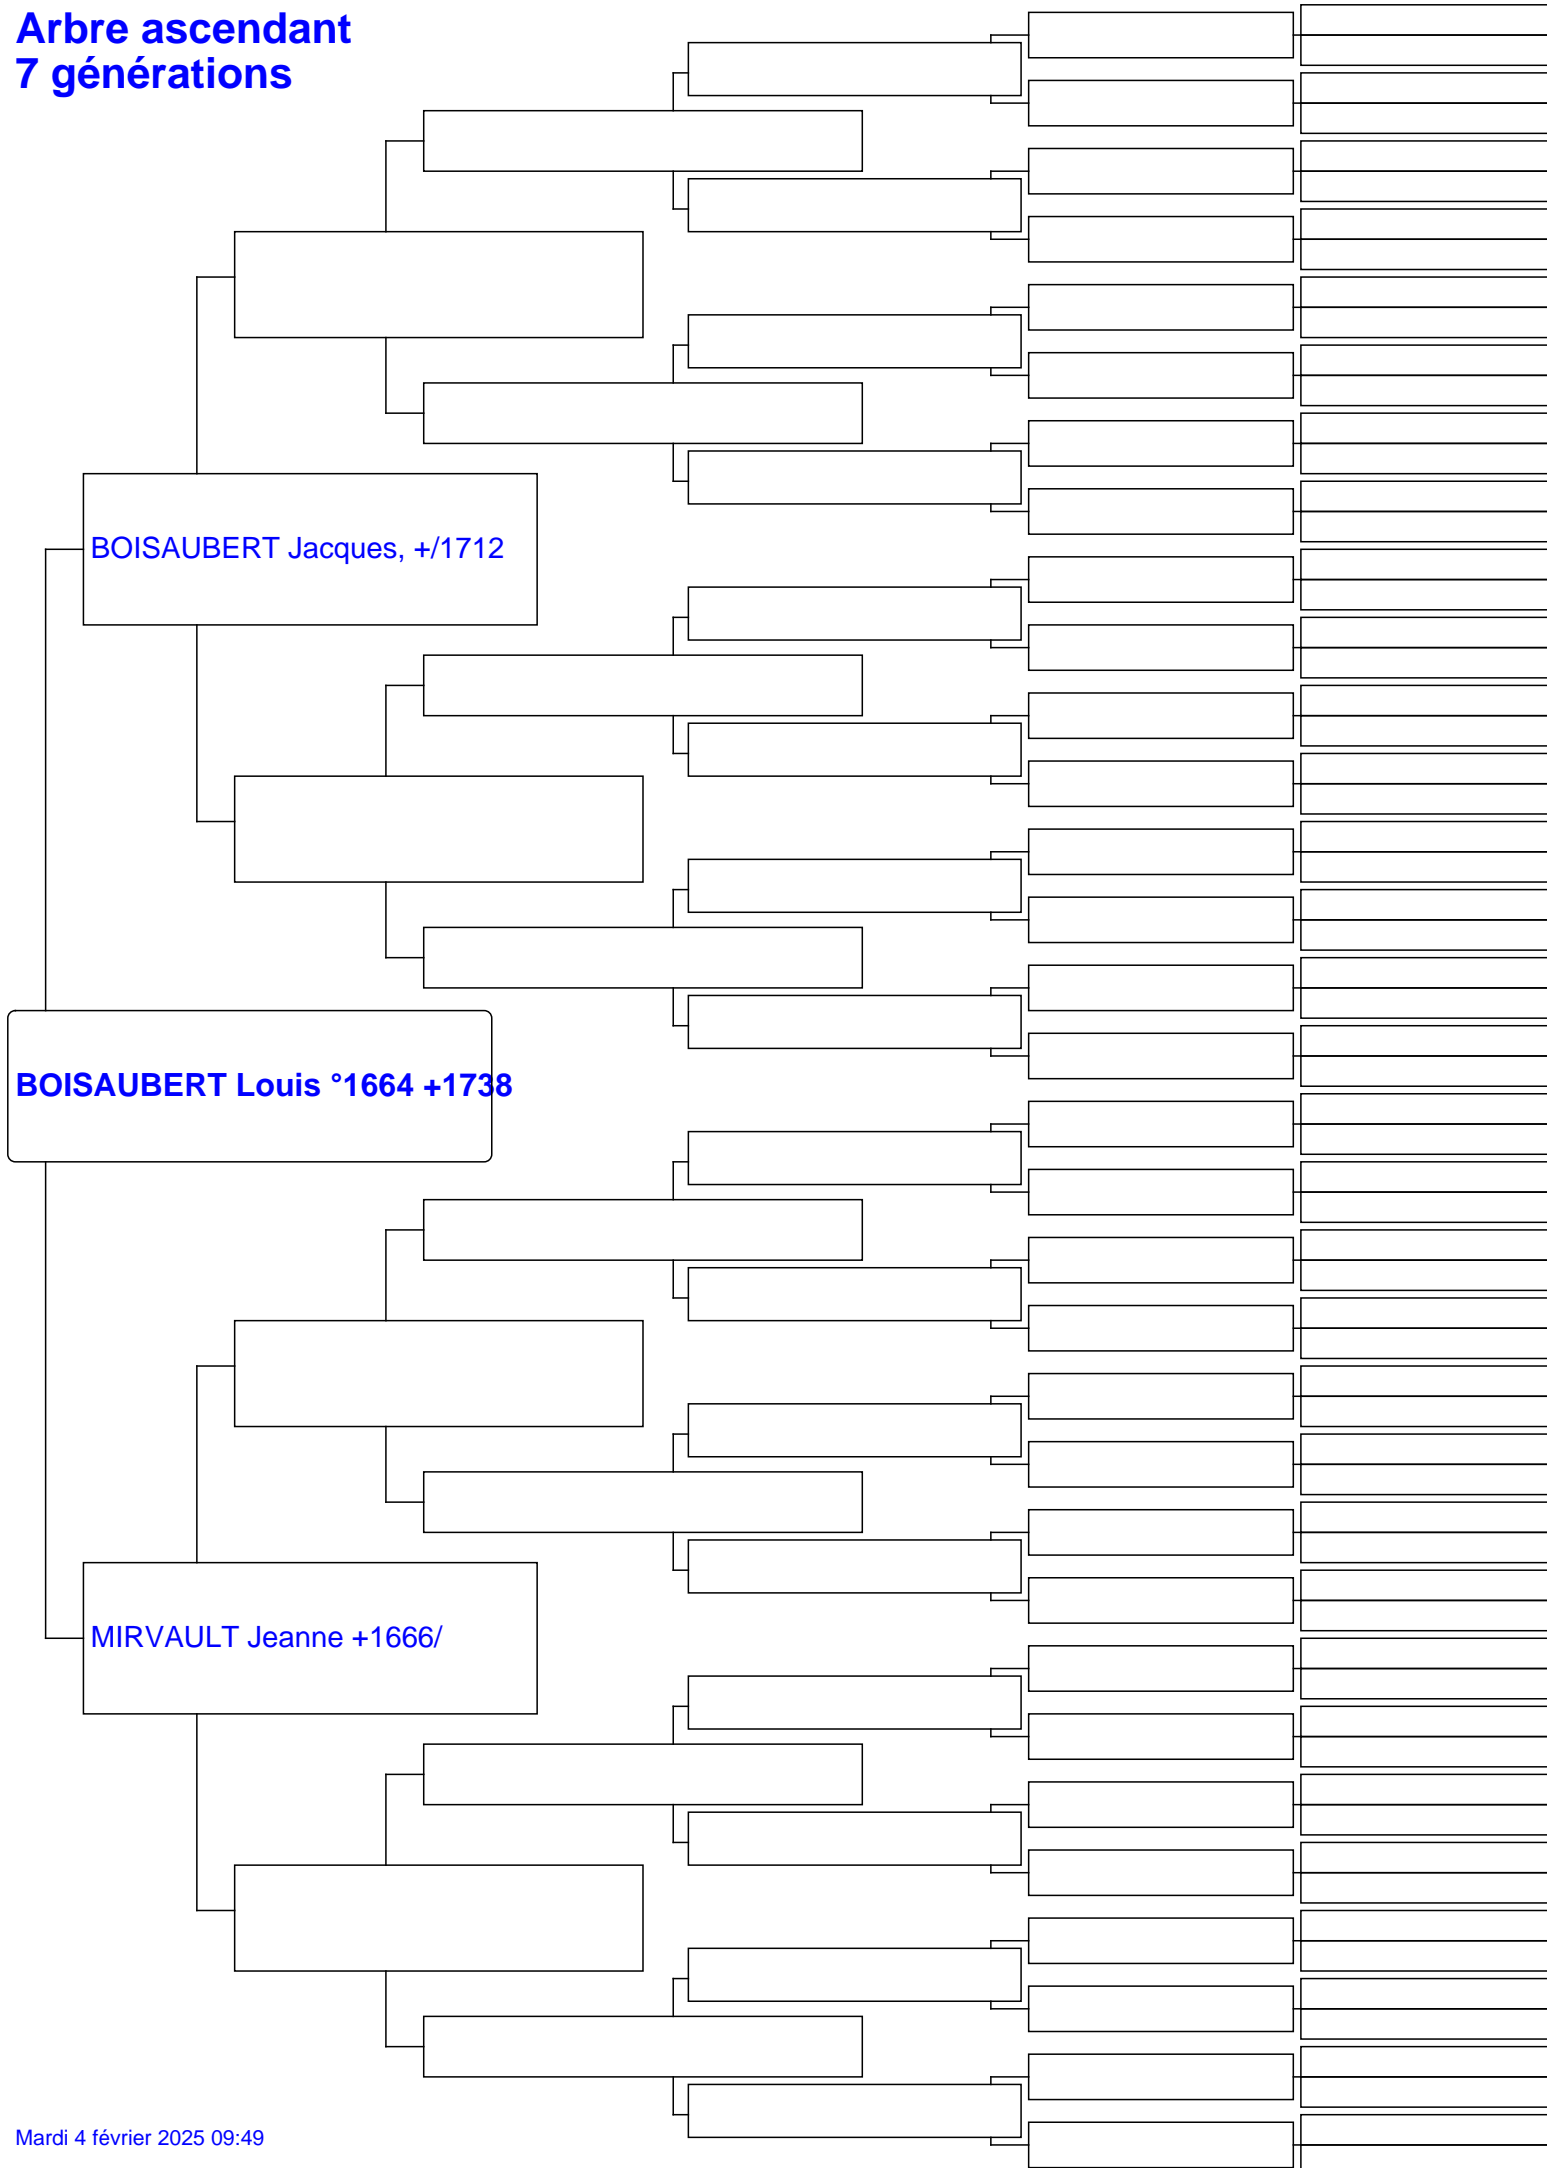 Arbre ascendant
7 générations
BOISAUBERT Jacques, +/1712
BOISAUBERT Louis °1664 +1738
MIRVAULT Jeanne +1666/
Mardi 4 février 2025 09:49